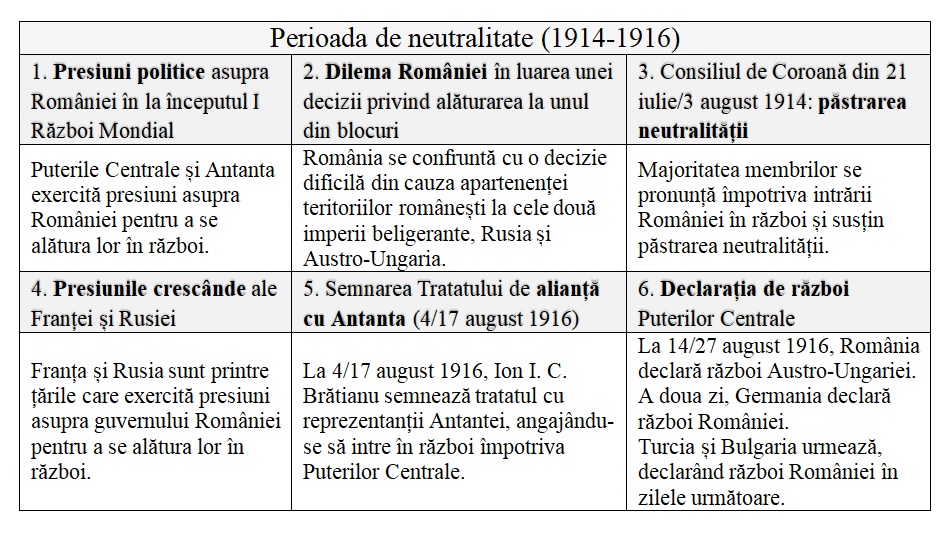 Perioada de neutralitate (1914-1916)
1. Presiuni politice asupra
României în la începutul I
Război Mondial
2. Dilema României în luarea unei
decizii privind alăturarea la unul
din blocuri
3. Consiliul de Coroană din 21
iulie/3 august 1914: păstrarea
neutralității
Puterile Centrale și Antanta
exercită presiuni asupra
României pentru a se
alătura lor în război.
România se confruntă cu o decizie
dificilă din cauza apartenenței
teritoriilor românești la cele două
imperii beligerante, Rusia și
Austro-Ungaria.
Majoritatea membrilor se
pronunță împotriva intrării
României în război și susțin
păstrarea neutralității.
4. Presiunile crescânde ale
Franței și Rusiei
5. Semnarea Tratatului de alianță
cu Antanta (4/17 august 1916)
6. Declarația de război
Puterilor Centrale
Franța și Rusia sunt printre
țările care exercită presiuni
asupra guvernului României
pentru a se alătura lor în
război.
La 4/17 august 1916, Ion I. C.
Brătianu semnează tratatul cu
reprezentanții Antantei, angajându-
se să intre în război împotriva
Puterilor Centrale.
La 14/27 august 1916, România
declară război Austro-Ungariei.
A doua zi, Germania declară
război României.
Turcia și Bulgaria urmează,
declarând război României în
zilele următoare.